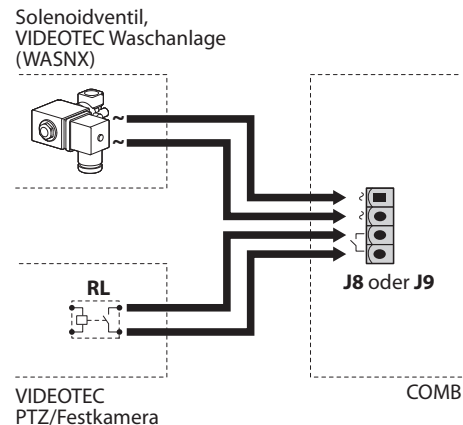 Solenoidventil,
VIDEOTEC Waschanlage
(WASNX)
~
~
~
~
J8 oder J9
RL
VIDEOTEC
PTZ/Festkamera
COMB